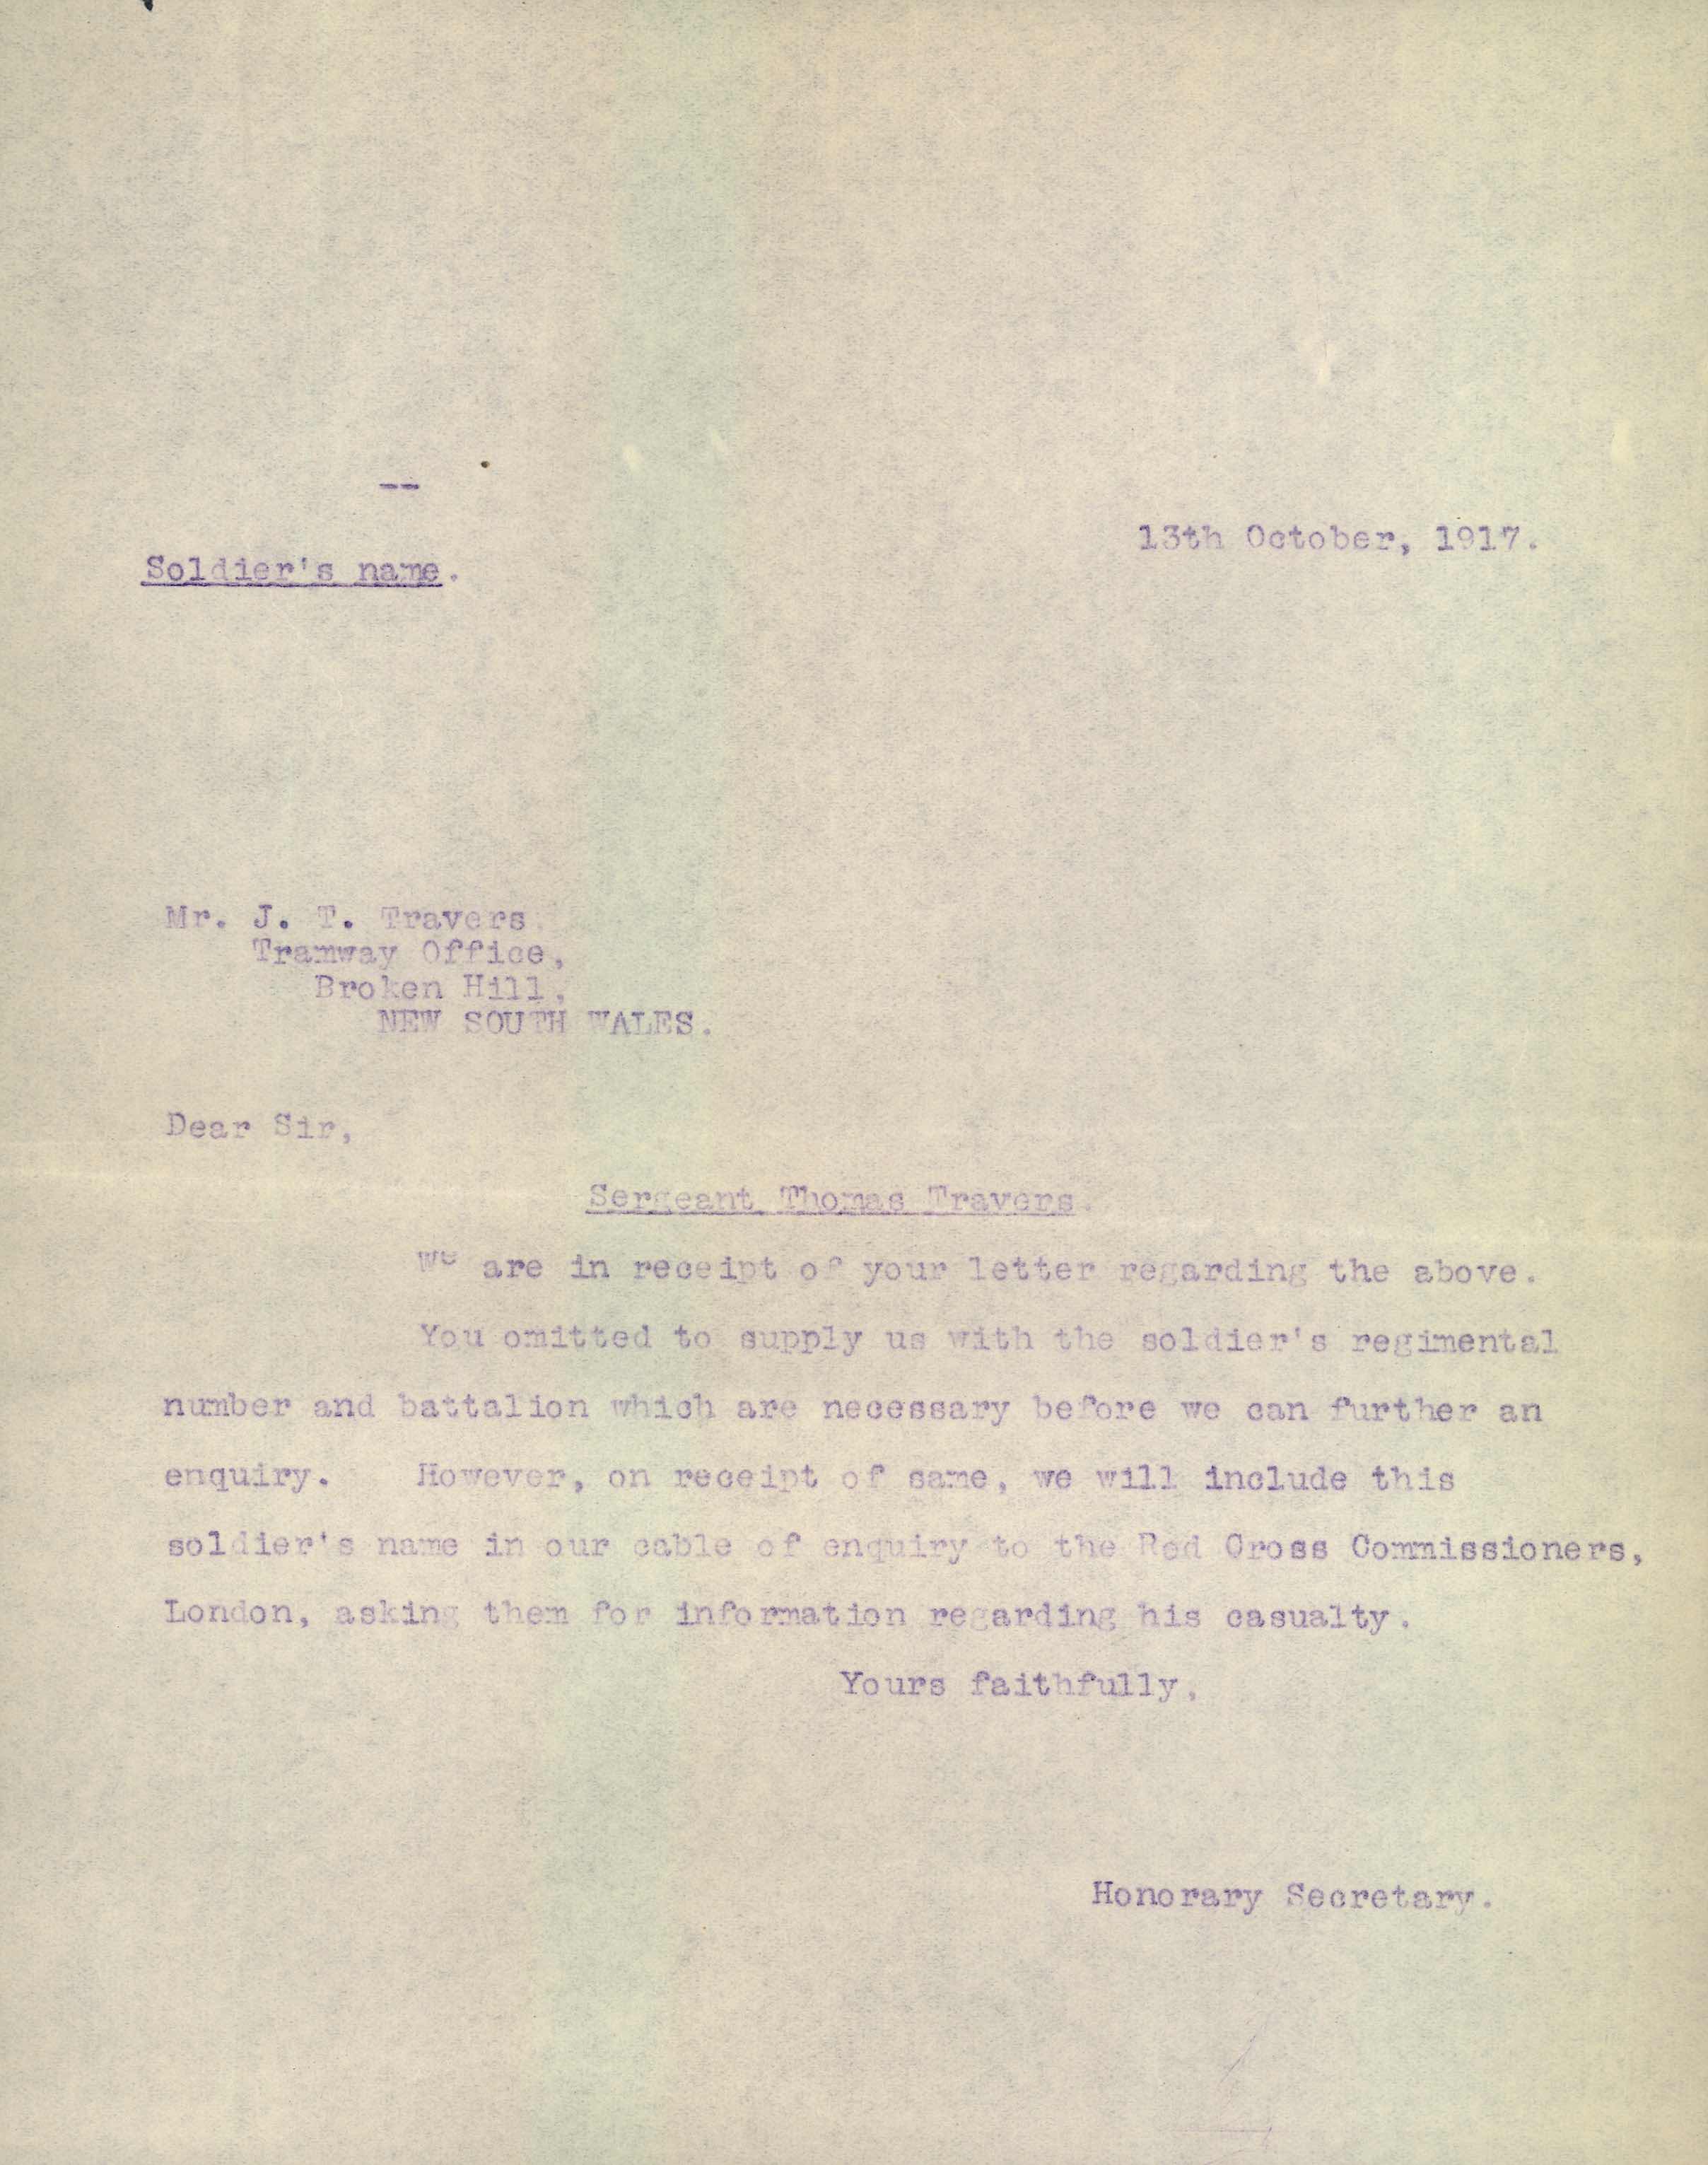 --
13th October, 1917.
Soldier's name.
Mr. J. T. Travers.
Tramway Office,
Broken Hill,
NEW SOUTH WALES.
Dear Sir,
Sergeant Thomas Travers.
We are in receipt of your letter regarding the above.
You omitted to supply us with the soldier's regimental
number and battalion which are necessary before we can further an
enquiry. However, on receipt of same, we will include this
soldier's name in our cable of enquiry to the Red Cross Commissioners,
London, asking them for information regarding his casualty.
Yours faithfully,
Honorary Secretary.